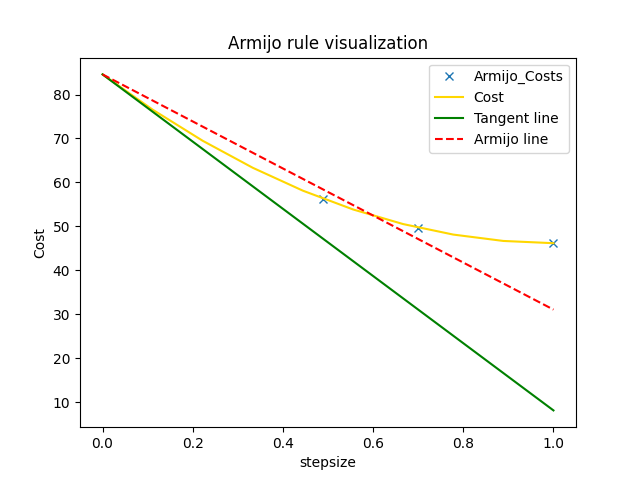 Armijo rule visualization
Armijo_Costs
Cost
Tangent line
Armijo line
Cost
80
70
60
50
40
30
20
10
0.0 0.2 0.4 0.6 0.8 1.0
stepsize